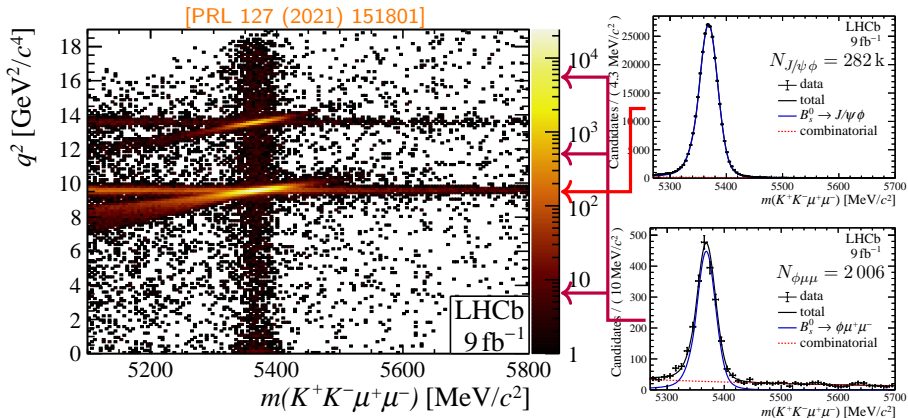 [PRL 127 (2021) 151801]
q² [GeV²/c⁴]
18
16
14
12
10
8
6
4
2
0
5200
5400
5600
5800
m(K⁺K⁻μ⁺μ⁻) [MeV/c²]
LHCb
9 fb⁻¹
10⁴
10³
10²
10
1
Candidates / ( 4.3 MeV/c²)
25000
20000
15000
10000
5000
0
LHCb
9 fb⁻¹
N_{J/ψ φ} = 282 k
data
total
B_s⁰ → J/ψ φ
combinatorial
5300
5400
5500
5600
5700
m(K⁺K⁻μ⁺μ⁻) [MeV/c²]
Candidates / ( 10 MeV/c²)
500
400
300
200
100
0
LHCb
9 fb⁻¹
N_{φμμ} = 2 006
data
total
B_s⁰ → φμ⁺μ⁻
combinatorial
5300
5400
5500
5600
5700
m(K⁺K⁻μ⁺μ⁻) [MeV/c²]